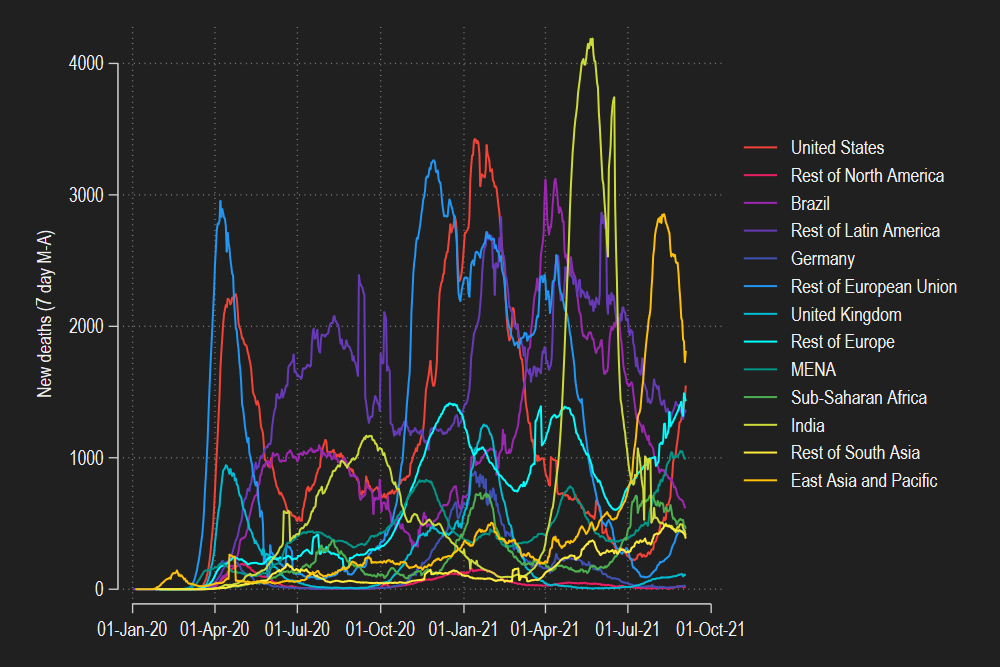 4000
3000
2000
1000
0
New deaths (7 day M-A)
01-Jan-20 01-Apr-20 01-Jul-20 01-Oct-20 01-Jan-21 01-Apr-21 01-Jul-21 01-Oct-21
United States
Rest of North America
Brazil
Rest of Latin America
Germany
Rest of European Union
United Kingdom
Rest of Europe
MENA
Sub-Saharan Africa
India
Rest of South Asia
East Asia and Pacific